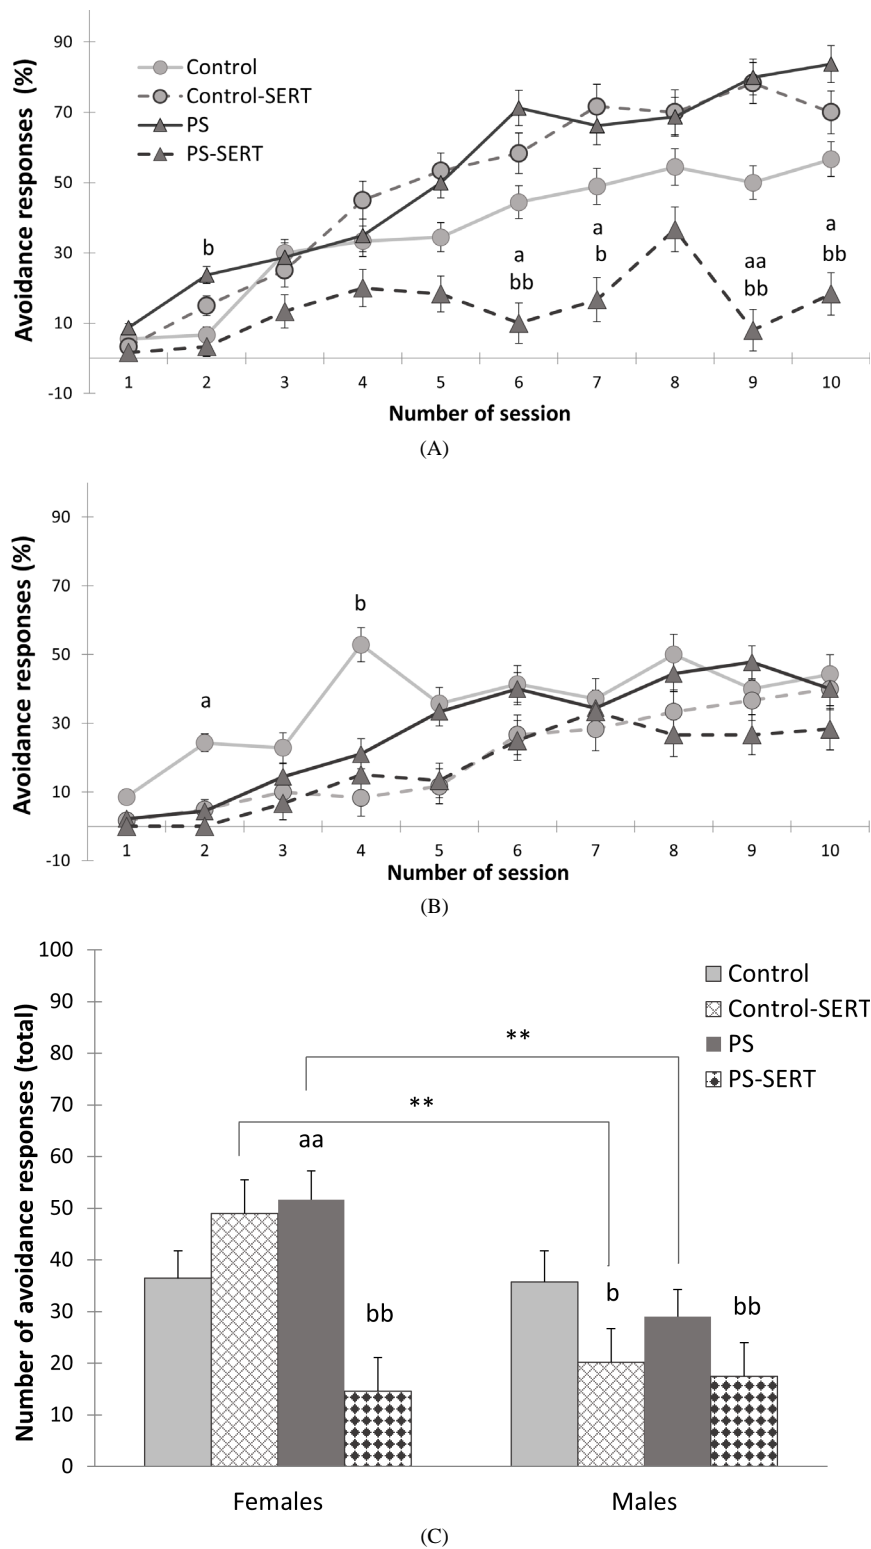 Avoidance responses (%)
90
70
50
30
10
-10
Control
Control-SERT
PS
PS-SERT
b
a
bb
a
b
aa
bb
a
bb
1 2 3 4 5 6 7 8 9 10
Number of session
(A)
Avoidance responses (%)
90
70
50
30
10
-10
a
b
1 2 3 4 5 6 7 8 9 10
Number of session
(B)
Number of avoidance responses (total)
100
90
80
70
60
50
40
30
20
10
0
Control
Control-SERT
PS
PS-SERT
**
**
aa
bb
b
bb
Females Males
(C)